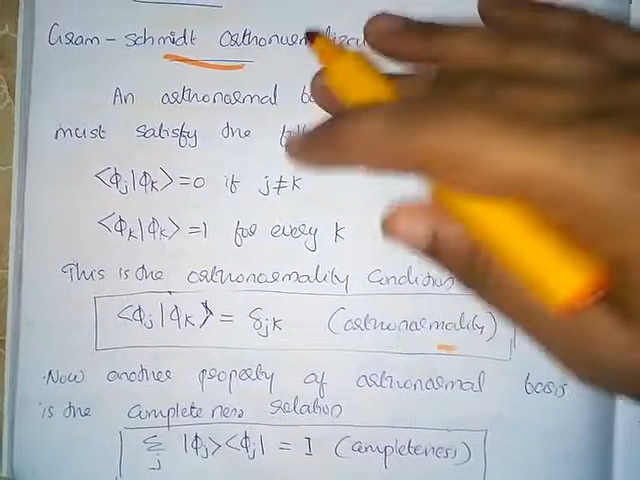 Gram - Schmidt
An orthonormal
must satisfy the
<ϕj|ϕk> = 0 if j≠k
<ϕk|ϕk> = 1 for every k
This is the orthonormality condition
<ϕj|ϕk> = δjk (orthonormality)
Now another property of orthonormal basis
is the completeness relation
Σj |ϕj><ϕj| = I (completeness)